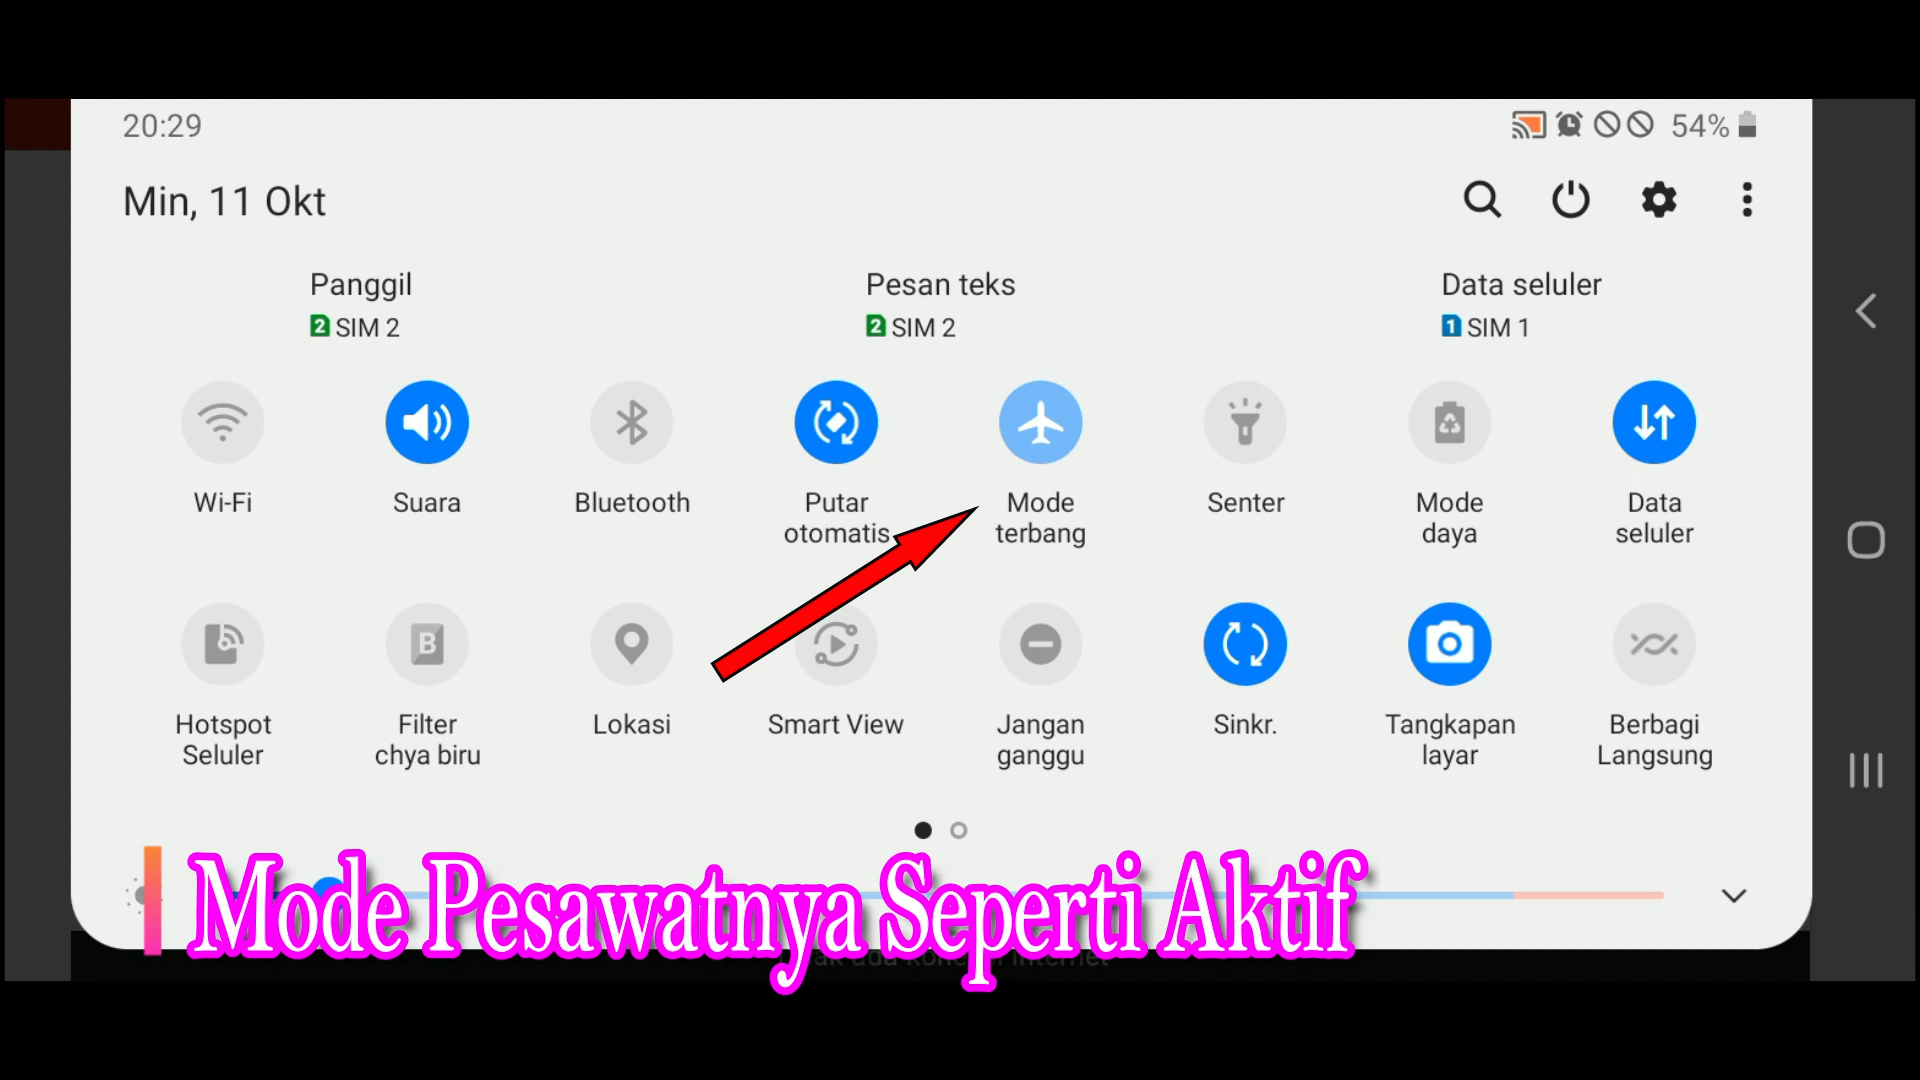 20:29
54%
Min, 11 Okt
Panggil
2 SIM 2
Pesan teks
2 SIM 2
Data seluler
1 SIM 1
Wi-Fi
Suara
Bluetooth
Putar
otomatis
Mode
terbang
Senter
Mode
daya
Data
seluler
Hotspot
Seluler
B
Filter
chya biru
Lokasi
Smart View
Jangan
ganggu
Sinkr.
Tangkapan
layar
Berbagi
Langsung
Mode Pesawatnya Seperti Aktif